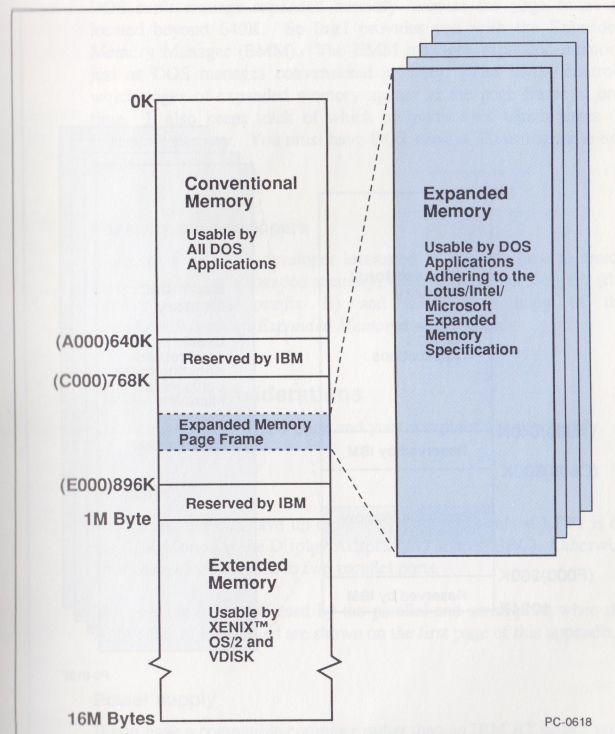 0K
Conventional
Memory
Usable by
All DOS
Applications
(A000)640K
Reserved by IBM
(C000)768K
Expanded Memory
Page Frame
(E000)896K
Reserved by IBM
1M Byte
Extended
Memory
Usable by
XENIX™,
OS/2 and
VDISK
16M Bytes
Expanded
Memory
Usable by DOS
Applications
Adhering to the
Lotus/Intel/
Microsoft
Expanded
Memory
Specification
PC-0618